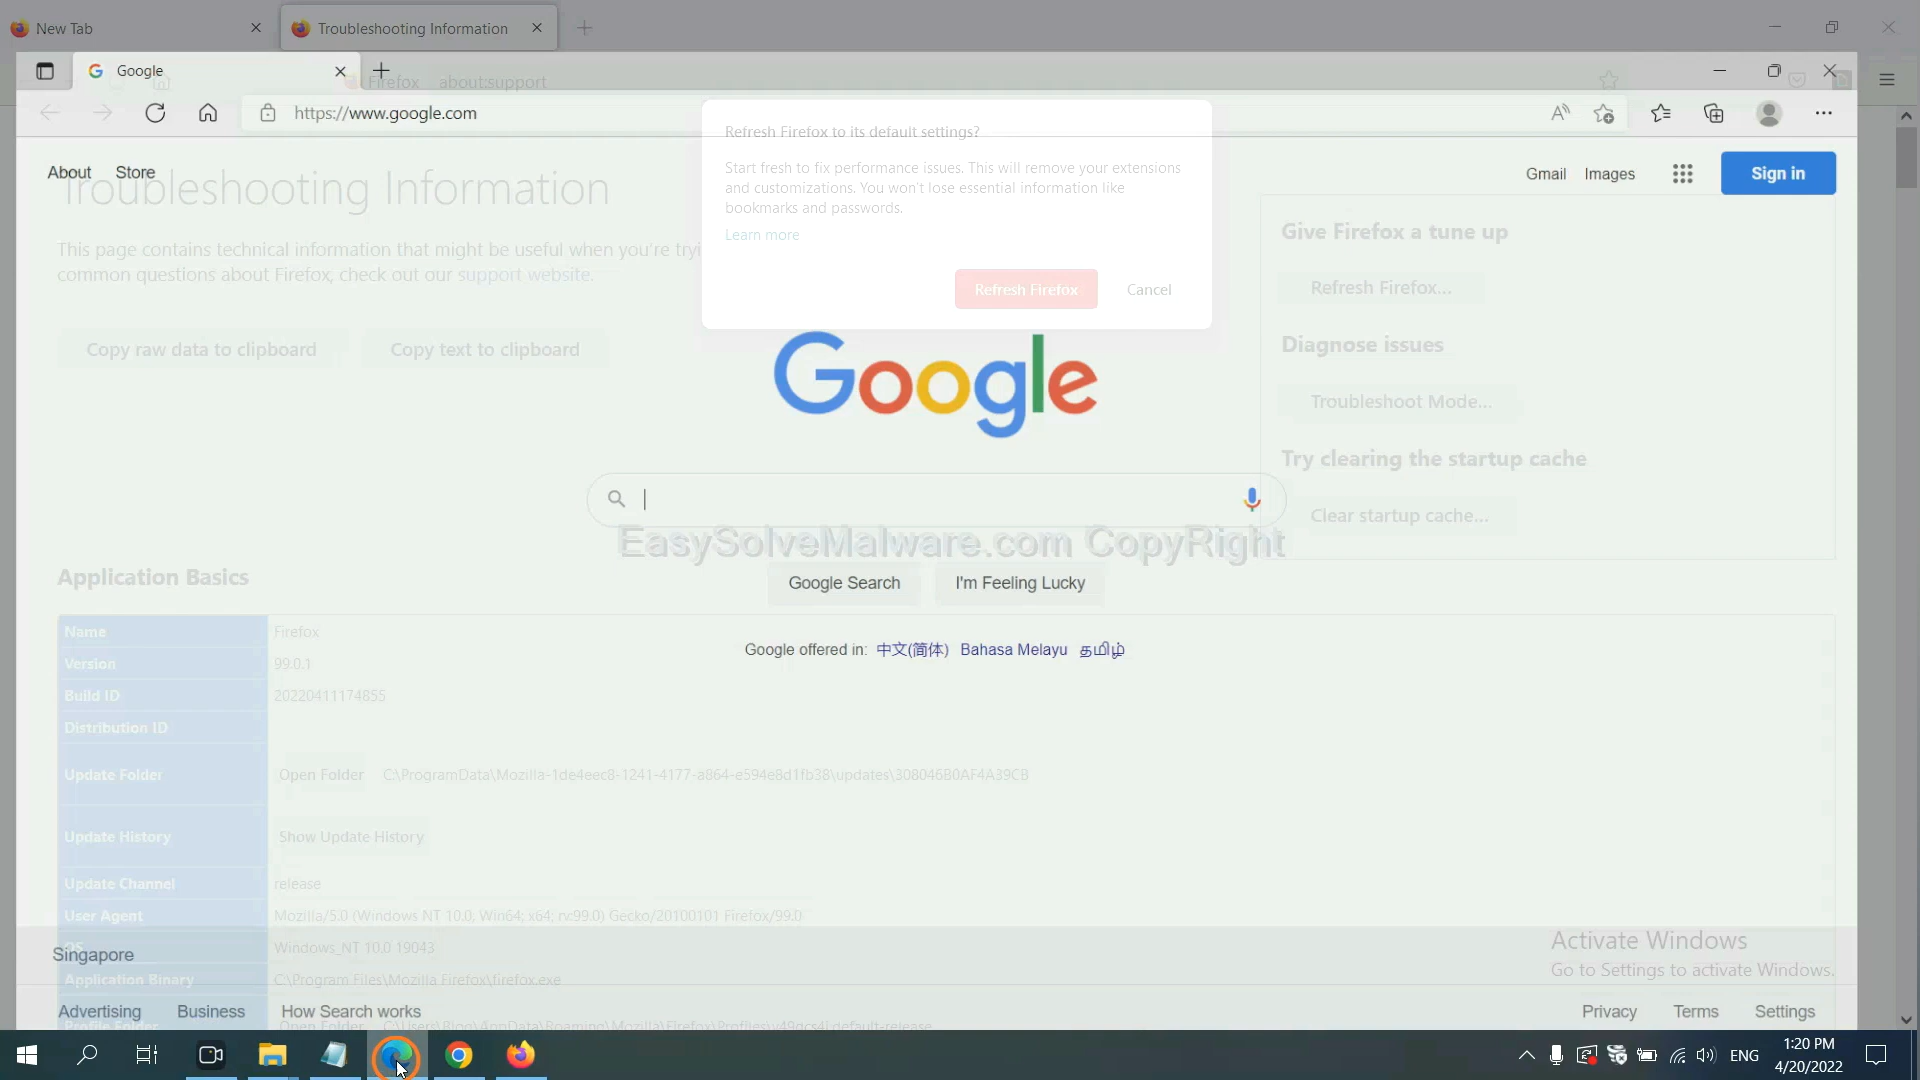 New Tab
Troubleshooting Information
Google
Firefox about:support
https://www.google.com
About Store
Gmail Images Sign in
Troubleshooting Information
This page contains technical information that might be useful when you're tryi
common questions about Firefox, check out our support website.
Copy raw data to clipboard Copy text to clipboard
Refresh Firefox to its default settings?
Start fresh to fix performance issues. This will remove your extensions
and customizations. You won't lose essential information like
bookmarks and passwords.
Learn more
Refresh Firefox Cancel
Give Firefox a tune up
Refresh Firefox...
Diagnose issues
Troubleshoot Mode...
Try clearing the startup cache
Clear startup cache...
Google
EasySolveMalware.com CopyRight
Google Search I'm Feeling Lucky
Google offered in: 中文(简体) Bahasa Melayu தமிழ்
Application Basics
Name Firefox
Version 99.0.1
Build ID 20220411174855
Distribution ID
Update Folder Open Folder C:\ProgramData\Mozilla-1de4eec8-1241-4177-a864-e594e8d1fb38\updates\308046B0AF4A39CB
Update History Show Update History
Update Channel release
User Agent Mozilla/5.0 (Windows NT 10.0; Win64; x64; rv:99.0) Gecko/20100101 Firefox/99.0
OS Windows_NT 10.0 19043
Singapore
Application Binary C:\Program Files\Mozilla Firefox\firefox.exe
Activate Windows
Go to Settings to activate Windows.
Advertising Business How Search works
Privacy Terms Settings
Profile Folder Open Folder
ENG
1:20 PM
4/20/2022